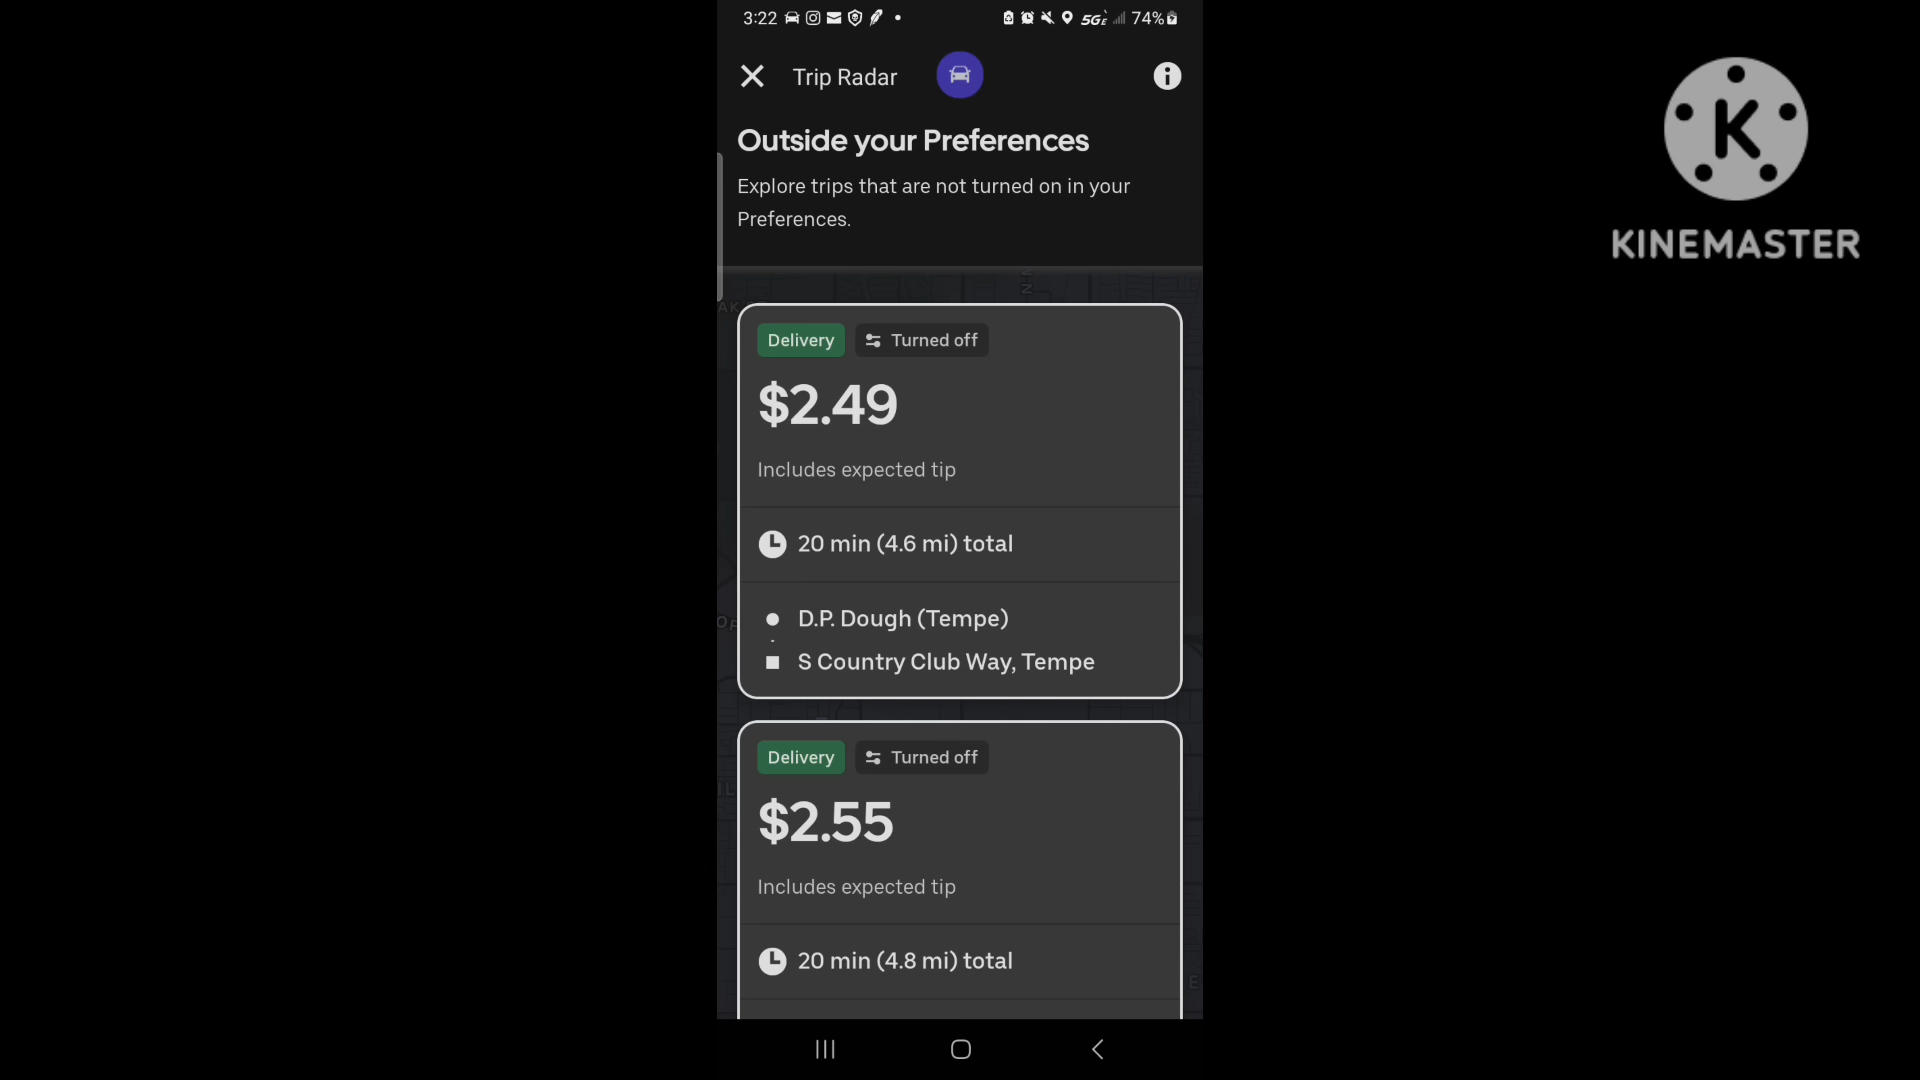 3:22
5GE 74%
Trip Radar
Outside your Preferences
Explore trips that are not turned on in your
Preferences.
Delivery Turned off
$2.49
Includes expected tip
20 min (4.6 mi) total
D.P. Dough (Tempe)
S Country Club Way, Tempe
Delivery Turned off
$2.55
Includes expected tip
20 min (4.8 mi) total
K
KINEMASTER